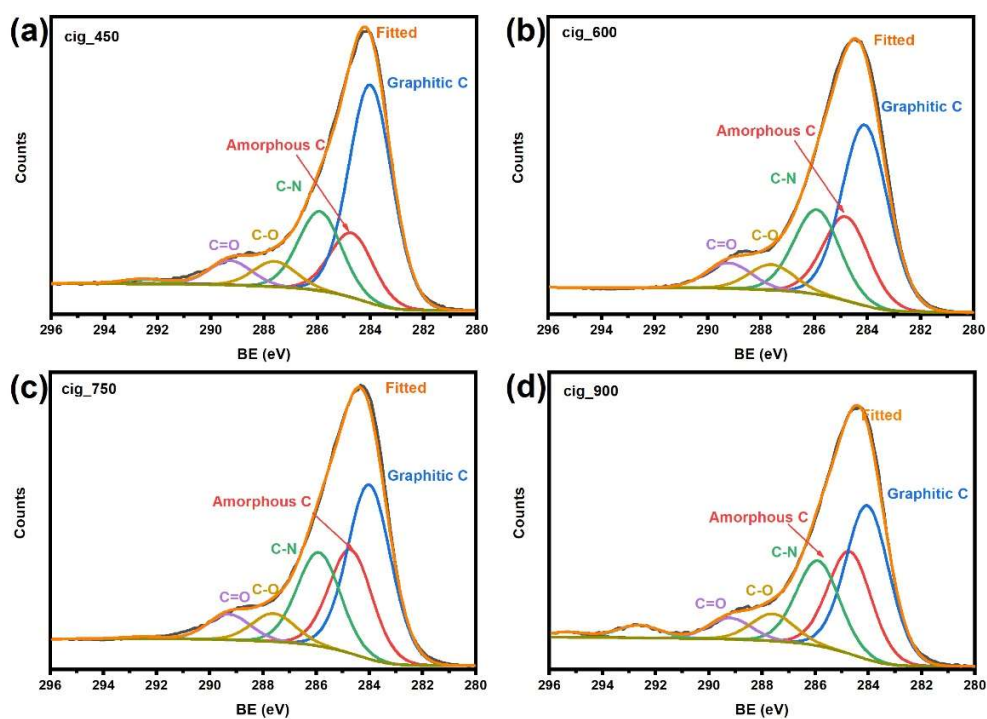 (a)
cig_450
Fitted
Graphitic C
Amorphous C
C-N
C-O
C=O
Counts
296 294 292 290 288 286 284 282 280
BE (eV)
(b)
cig_600
Fitted
Graphitic C
Amorphous C
C-N
C-O
C=O
Counts
296 294 292 290 288 286 284 282 280
BE (eV)
(c)
cig_750
Fitted
Graphitic C
Amorphous C
C-N
C-O
C=O
Counts
296 294 292 290 288 286 284 282 280
BE (eV)
(d)
cig_900
Fitted
Graphitic C
Amorphous C
C-N
C-O
C=O
Counts
296 294 292 290 288 286 284 282 280
BE (eV)